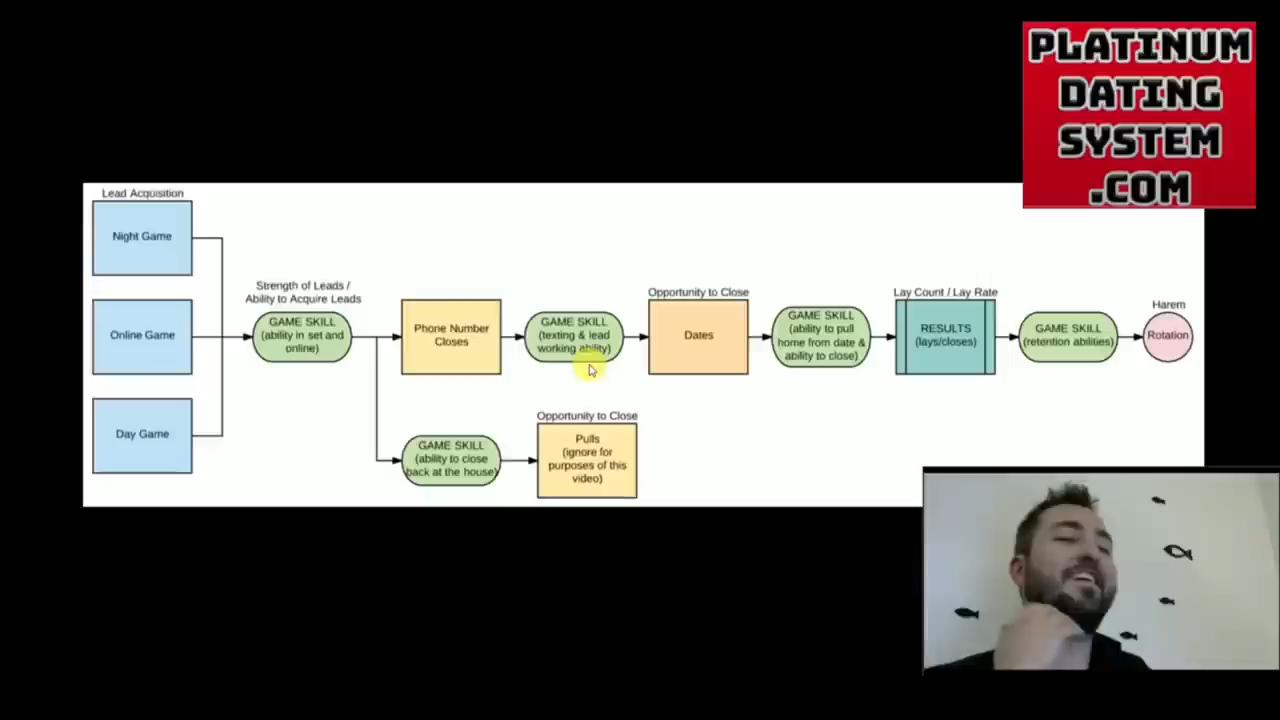 PLATINUM
DATING
SYSTEM
.COM
Lead Acquisition
Night Game
Online Game
Day Game
Strength of Leads /
Ability to Acquire Leads
GAME SKILL
(ability in set and
online)
Phone Number
Closes
GAME SKILL
(texting & lead
working ability)
Opportunity to Close
Dates
GAME SKILL
(ability to pull
home from date &
ability to close)
Lay Count / Lay Rate
RESULTS
(lays/closes)
GAME SKILL
(retention abilities)
Harem
Rotation
GAME SKILL
(ability to close
back at the house)
Opportunity to Close
Pulls
(ignore for
purposes of this
video)